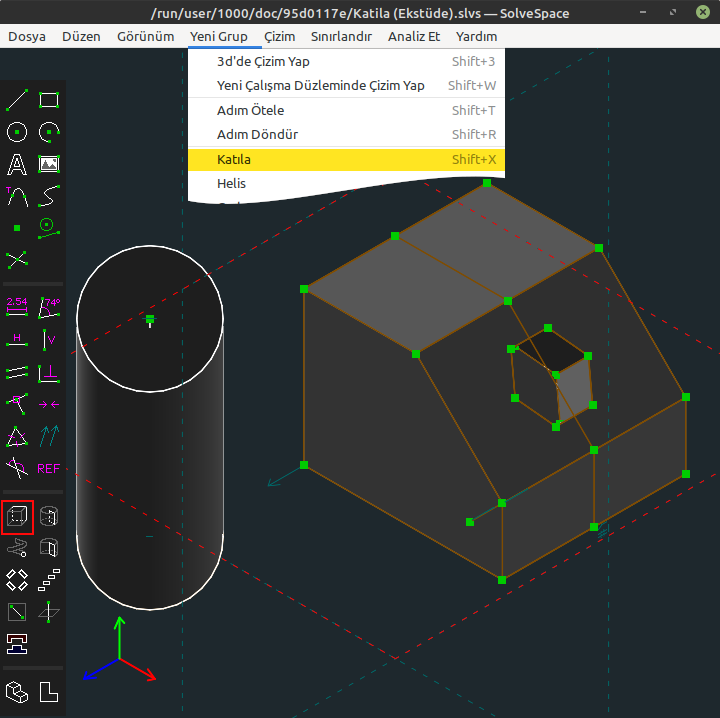 /run/user/1000/doc/95d0117e/Katila (Ekstüde).slvs — SolveSpace
Dosya Düzen Görünüm Yeni Grup Çizim Sınırlandır Analiz Et Yardım
3d'de Çizim Yap Shift+3
Yeni Çalışma Düzleminde Çizim Yap Shift+W
Adım Ötele Shift+T
Adım Döndür Shift+R
Katıla Shift+X
Helis
A
T
2.54 74°
H V
REF